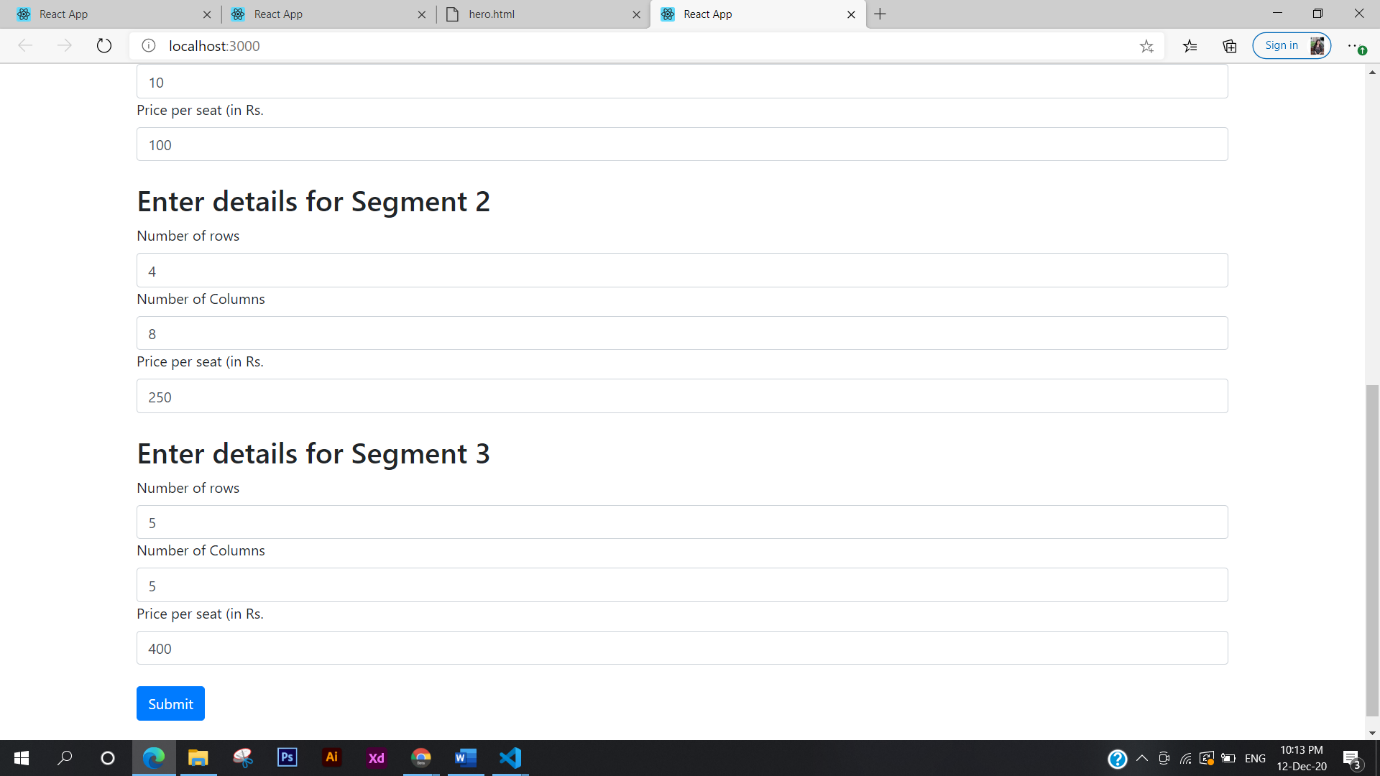 React App
React App
hero.html
React App
localhost:3000
Sign in
10
Price per seat (in Rs.
100
Enter details for Segment 2
Number of rows
4
Number of Columns
8
Price per seat (in Rs.
250
Enter details for Segment 3
Number of rows
5
Number of Columns
5
Price per seat (in Rs.
400
Submit
Ps
Ai
Xd
W
ENG
10:13 PM
12-Dec-20
3